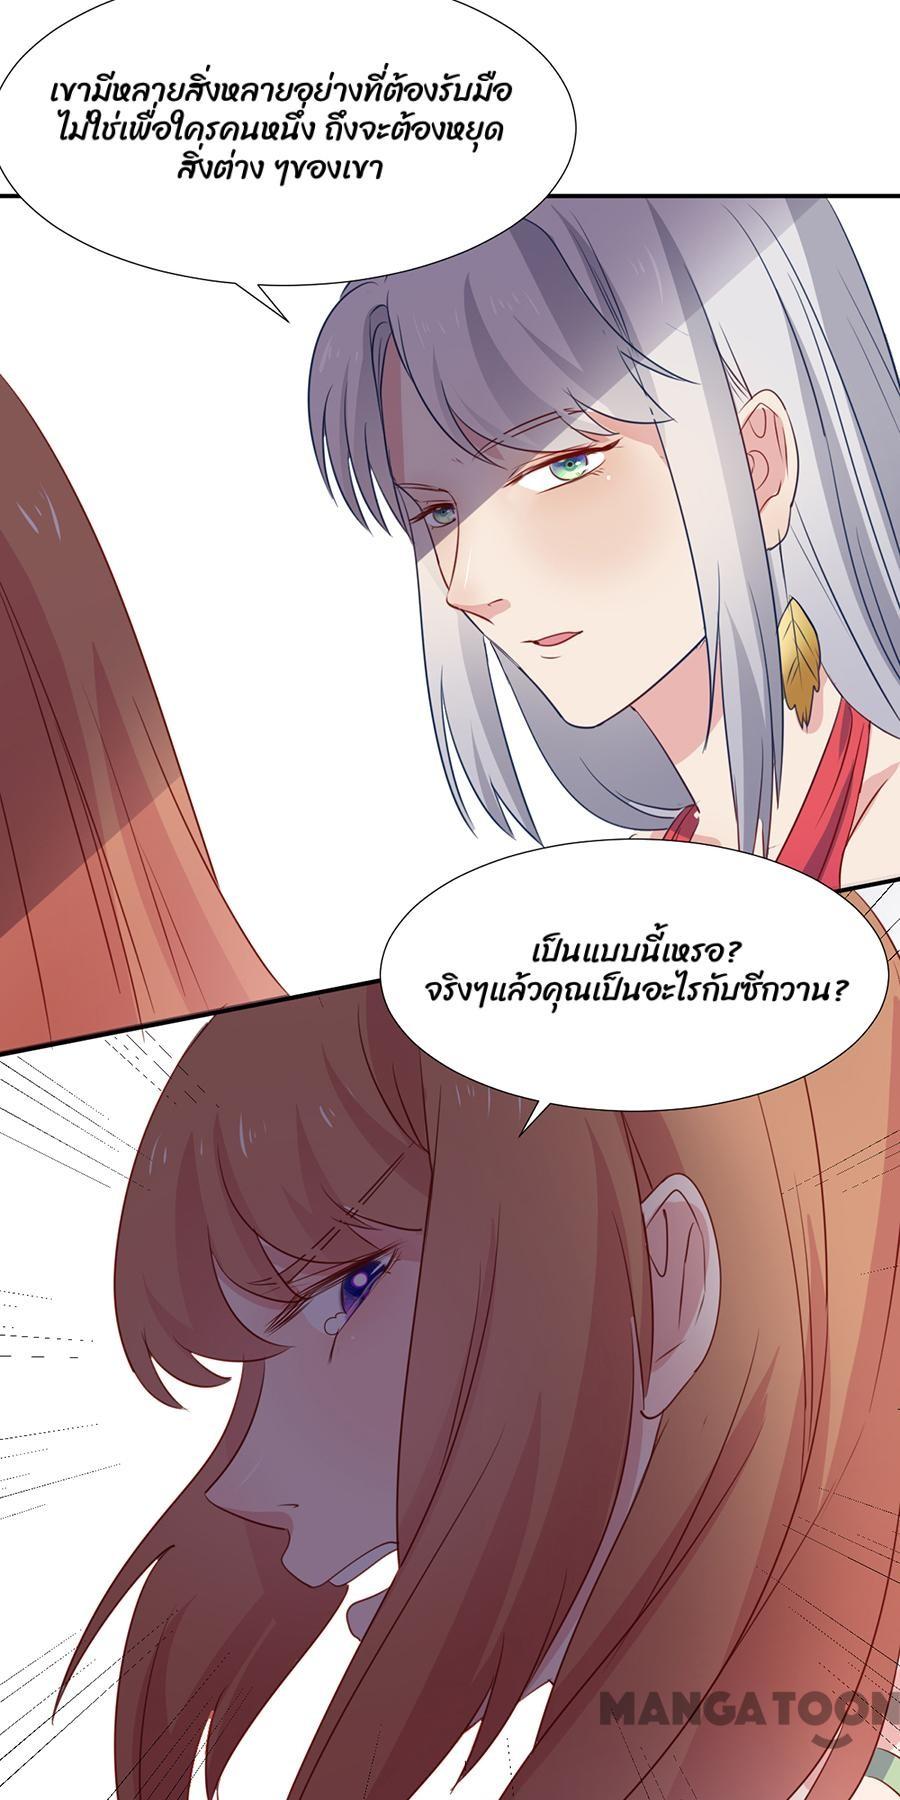 เขามีหลายสิ่งหลายอย่างที่ต้องรับมือ
ไม่ใช่เพื่อใครคนหนึ่ง ถึงจะต้องหยุด
สิ่งต่าง ๆของเขา
เป็นแบบนี้เหรอ?
จริงๆแล้วคุณเป็นอะไรกับซีกวาน?
MANGATOON